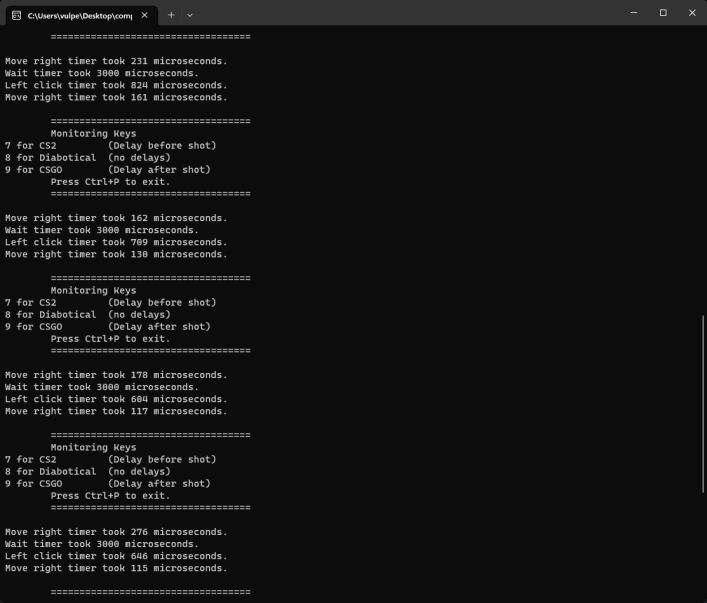 C:\Users\vulpe\Desktop\comp
===================================
Move right timer took 231 microseconds.
Wait timer took 3000 microseconds.
Left click timer took 824 microseconds.
Move right timer took 161 microseconds.
===================================
Monitoring Keys
7 for CS2 (Delay before shot)
8 for Diabotical (no delays)
9 for CSGO (Delay after shot)
Press Ctrl+P to exit.
===================================
Move right timer took 162 microseconds.
Wait timer took 3000 microseconds.
Left click timer took 709 microseconds.
Move right timer took 130 microseconds.
===================================
Monitoring Keys
7 for CS2 (Delay before shot)
8 for Diabotical (no delays)
9 for CSGO (Delay after shot)
Press Ctrl+P to exit.
===================================
Move right timer took 178 microseconds.
Wait timer took 3000 microseconds.
Left click timer took 604 microseconds.
Move right timer took 117 microseconds.
===================================
Monitoring Keys
7 for CS2 (Delay before shot)
8 for Diabotical (no delays)
9 for CSGO (Delay after shot)
Press Ctrl+P to exit.
===================================
Move right timer took 276 microseconds.
Wait timer took 3000 microseconds.
Left click timer took 646 microseconds.
Move right timer took 115 microseconds.
===================================